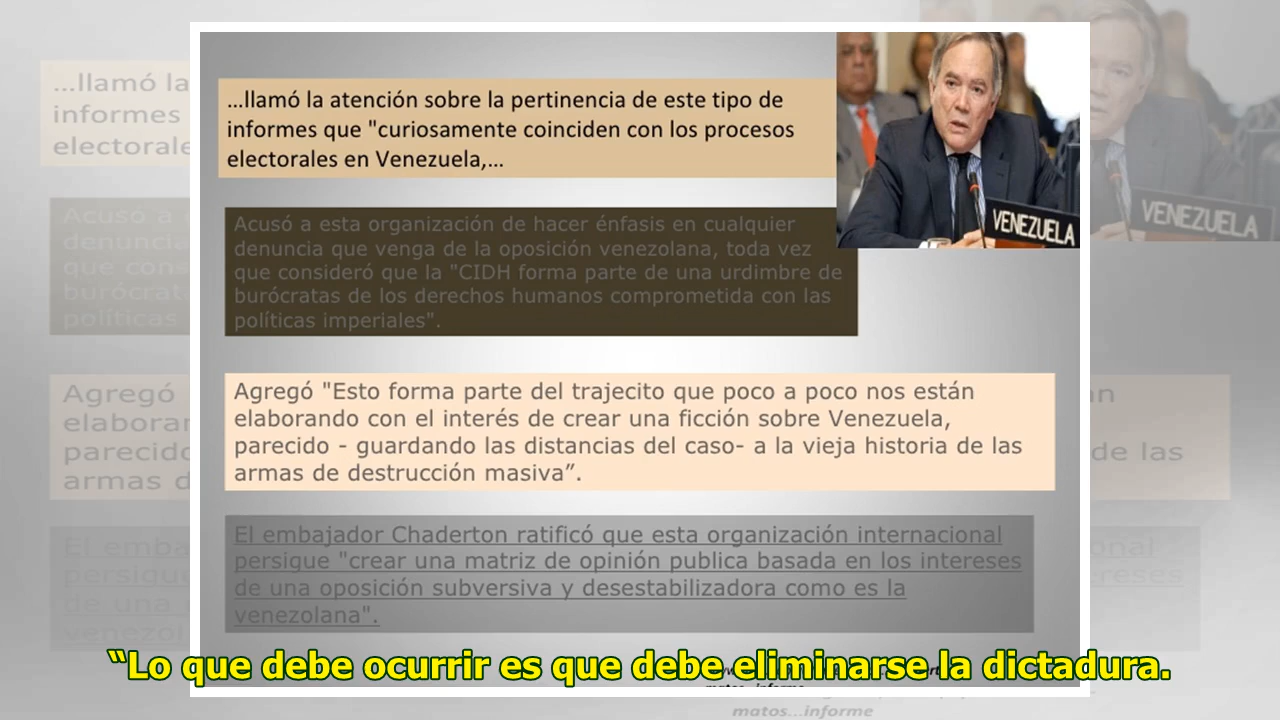 ...llamó la atención sobre la pertinencia de este tipo de
informes que "curiosamente coinciden con los procesos
electorales en Venezuela,...
VENEZUELA
Acusó a esta organización de hacer énfasis en cualquier
denuncia que venga de la oposición venezolana, toda vez
que consideró que la "CIDH forma parte de una urdimbre de
burócratas de los derechos humanos comprometida con las
políticas imperiales".
Agregó "Esto forma parte del trajecito que poco a poco nos están
elaborando con el interés de crear una ficción sobre Venezuela,
parecido - guardando las distancias del caso- a la vieja historia de las
armas de destrucción masiva”.
El embajador Chaderton ratificó que esta organización internacional
persigue "crear una matriz de opinión publica basada en los intereses
de una oposición subversiva y desestabilizadora como es la
venezolana".
“Lo que debe ocurrir es que debe eliminarse la dictadura.
matos...informe